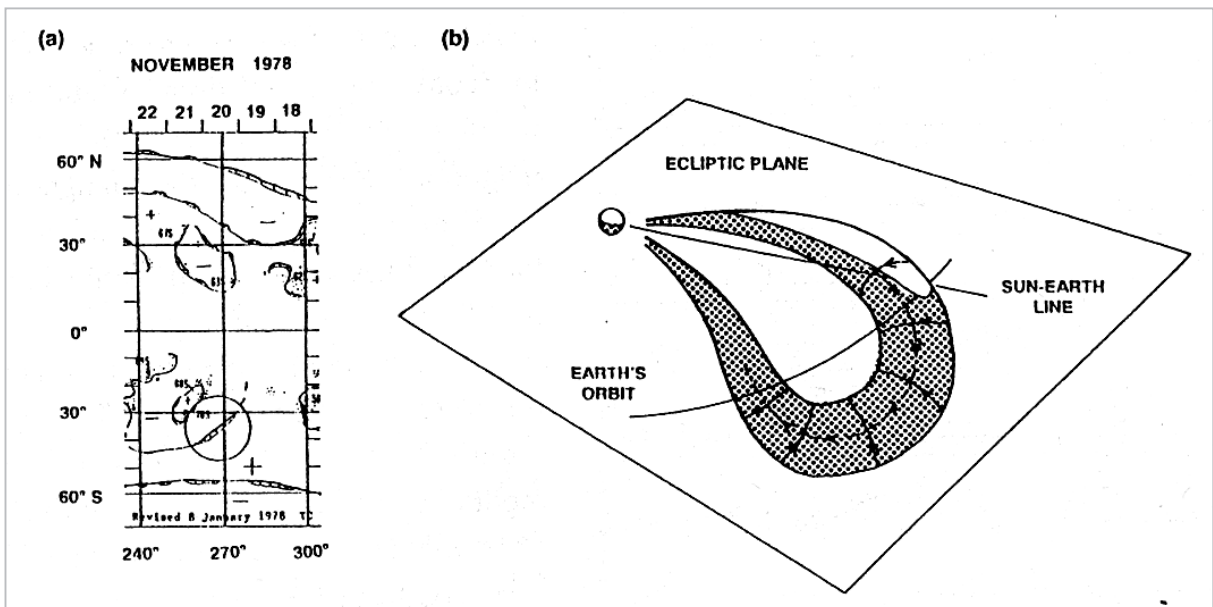 (a)
NOVEMBER 1978
22 21 20 19 18
60° N
30°
0°
30°
60° S
+
+
Revised 8 January 1978
240° 270° 300°
(b)
ECLIPTIC PLANE
SUN-EARTH
LINE
EARTH'S
ORBIT